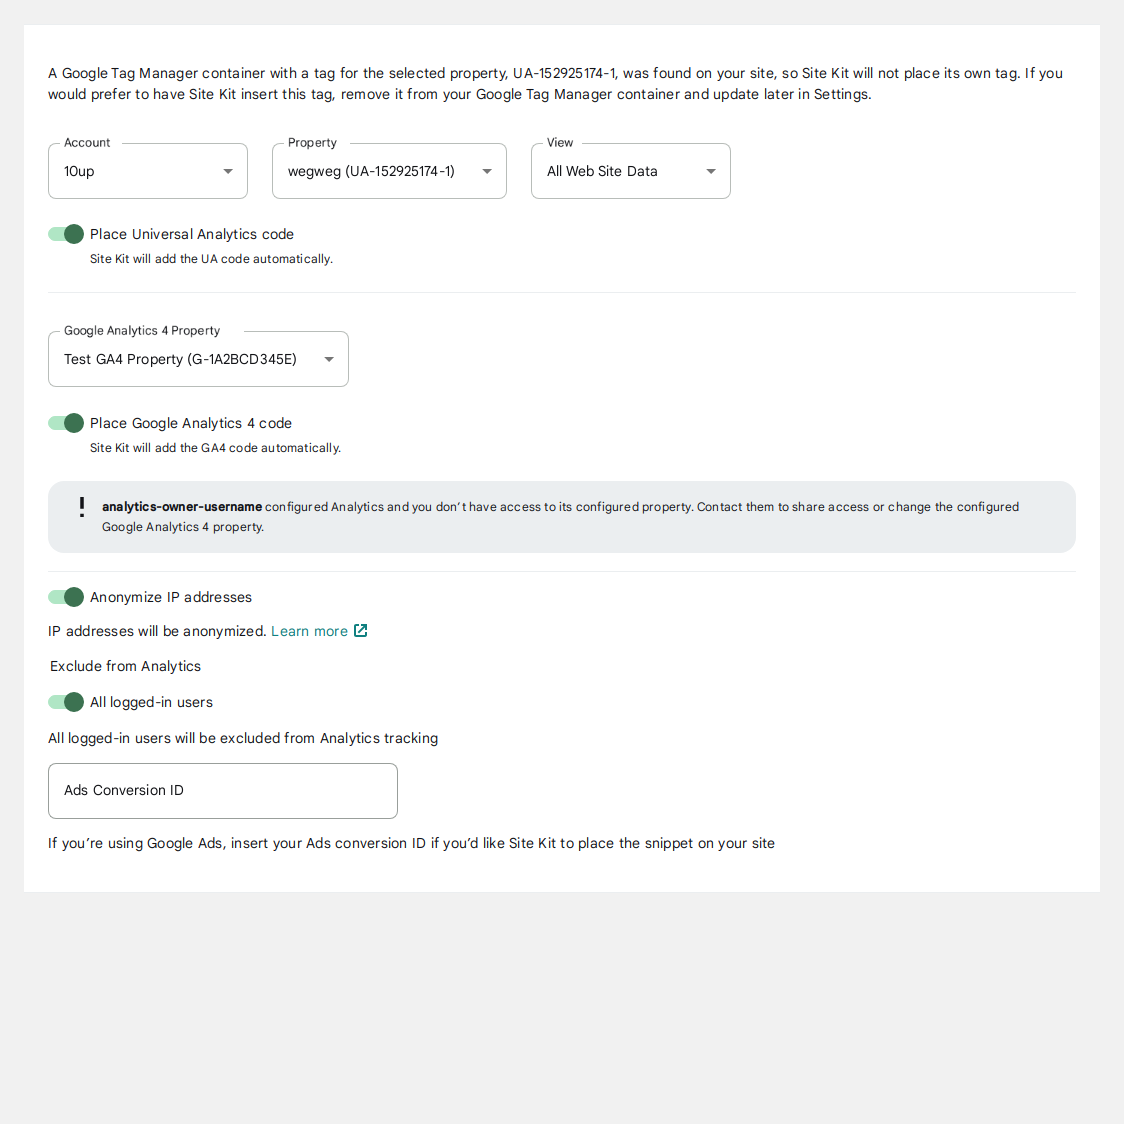 A Google Tag Manager container with a tag for the selected property, UA-152925174-1, was found on your site, so Site Kit will not place its own tag. If you
would prefer to have Site Kit insert this tag, remove it from your Google Tag Manager container and update later in Settings.
Account
10up
Property
wegweg (UA-152925174-1)
View
All Web Site Data
Place Universal Analytics code
Site Kit will add the UA code automatically.
Google Analytics 4 Property
Test GA4 Property (G-1A2BCD345E)
Place Google Analytics 4 code
Site Kit will add the GA4 code automatically.
analytics-owner-username configured Analytics and you don’t have access to its configured property. Contact them to share access or change the configured
Google Analytics 4 property.
Anonymize IP addresses
IP addresses will be anonymized. Learn more
Exclude from Analytics
All logged-in users
All logged-in users will be excluded from Analytics tracking
Ads Conversion ID
If you’re using Google Ads, insert your Ads conversion ID if you’d like Site Kit to place the snippet on your site